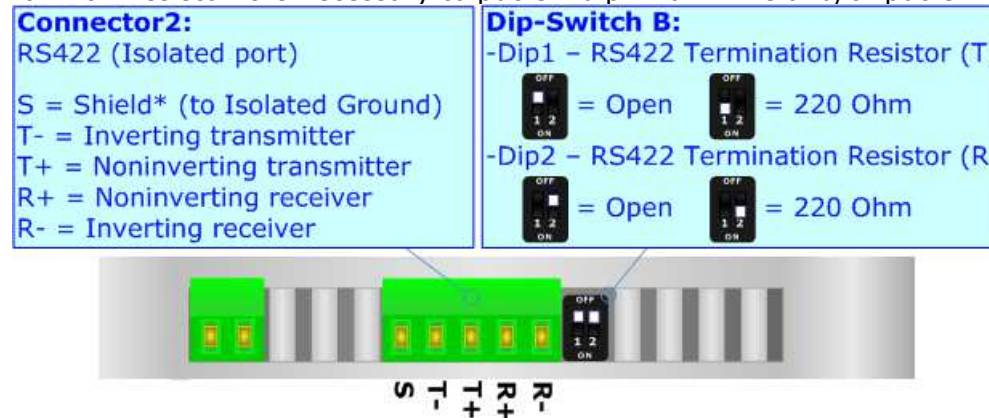 Connector2:
RS422 (Isolated port)
S = Shield* (to Isolated Ground)
T- = Inverting transmitter
T+ = Noninverting transmitter
R+ = Noninverting receiver
R- = Inverting receiver
Dip-Switch B:
-Dip1 – RS422 Termination Resistor (T
OFF
1 2
ON
= Open
OFF
1 2
ON
= 220 Ohm
-Dip2 – RS422 Termination Resistor (R
OFF
1 2
ON
= Open
OFF
1 2
ON
= 220 Ohm
OFF
1 2
ON
S T- T+ R+ R-